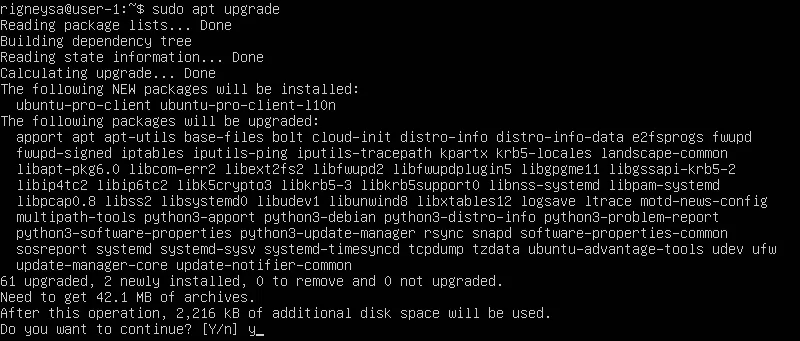 rigneysa@user-1:~$ sudo apt upgrade
Reading package lists... Done
Building dependency tree
Reading state information... Done
Calculating upgrade... Done
The following NEW packages will be installed:
  ubuntu-pro-client ubuntu-pro-client-l10n
The following packages will be upgraded:
  apport apt apt-utils base-files bolt cloud-init distro-info distro-info-data e2fsprogs fwupd
  fwupd-signed iptables iputils-ping iputils-tracepath kpartx krb5-locales landscape-common
  libapt-pkg6.0 libcom-err2 libext2fs2 libfwupd2 libfwupdplugin5 libgpgme11 libgssapi-krb5-2
  libip4tc2 libip6tc2 libk5crypto3 libkrb5-3 libkrb5support0 libnss-systemd libpam-systemd
  libpcap0.8 libss2 libsystemd0 libudev1 libunwind8 libxtables12 logsave ltrace motd-news-config
  multipath-tools python3-apport python3-debian python3-distro-info python3-problem-report
  python3-software-properties python3-update-manager rsync snapd software-properties-common
  sosreport systemd systemd-sysv systemd-timesyncd tcpdump tzdata ubuntu-advantage-tools udev ufw
  update-manager-core update-notifier-common
61 upgraded, 2 newly installed, 0 to remove and 0 not upgraded.
Need to get 42.1 MB of archives.
After this operation, 2,216 kB of additional disk space will be used.
Do you want to continue? [Y/n] y_